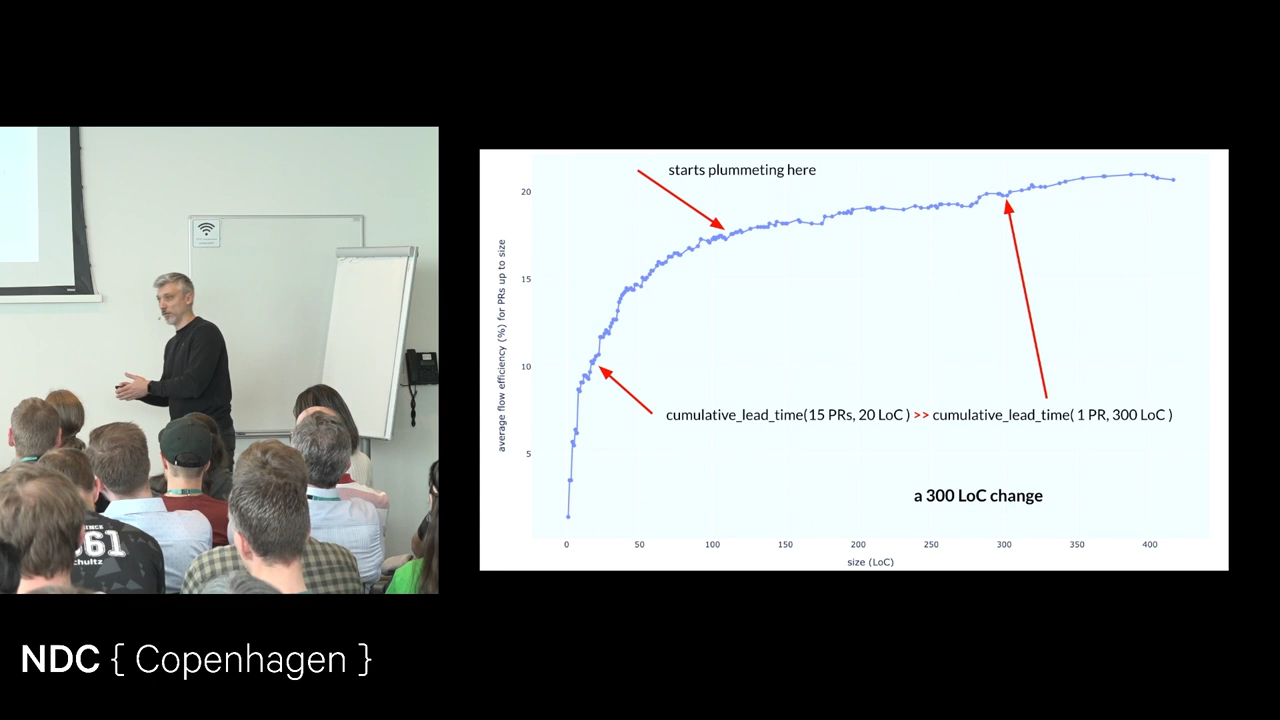 starts plummeting here
20
15
10
5
average flow efficiency (%) for PRs up to size
cumulative_lead_time(15 PRs, 20 LoC ) >> cumulative_lead_time( 1 PR, 300 LoC )
a 300 LoC change
0 50 100 150 200 250 300 350 400
size (LoC)
61
chultz
NDC { Copenhagen }